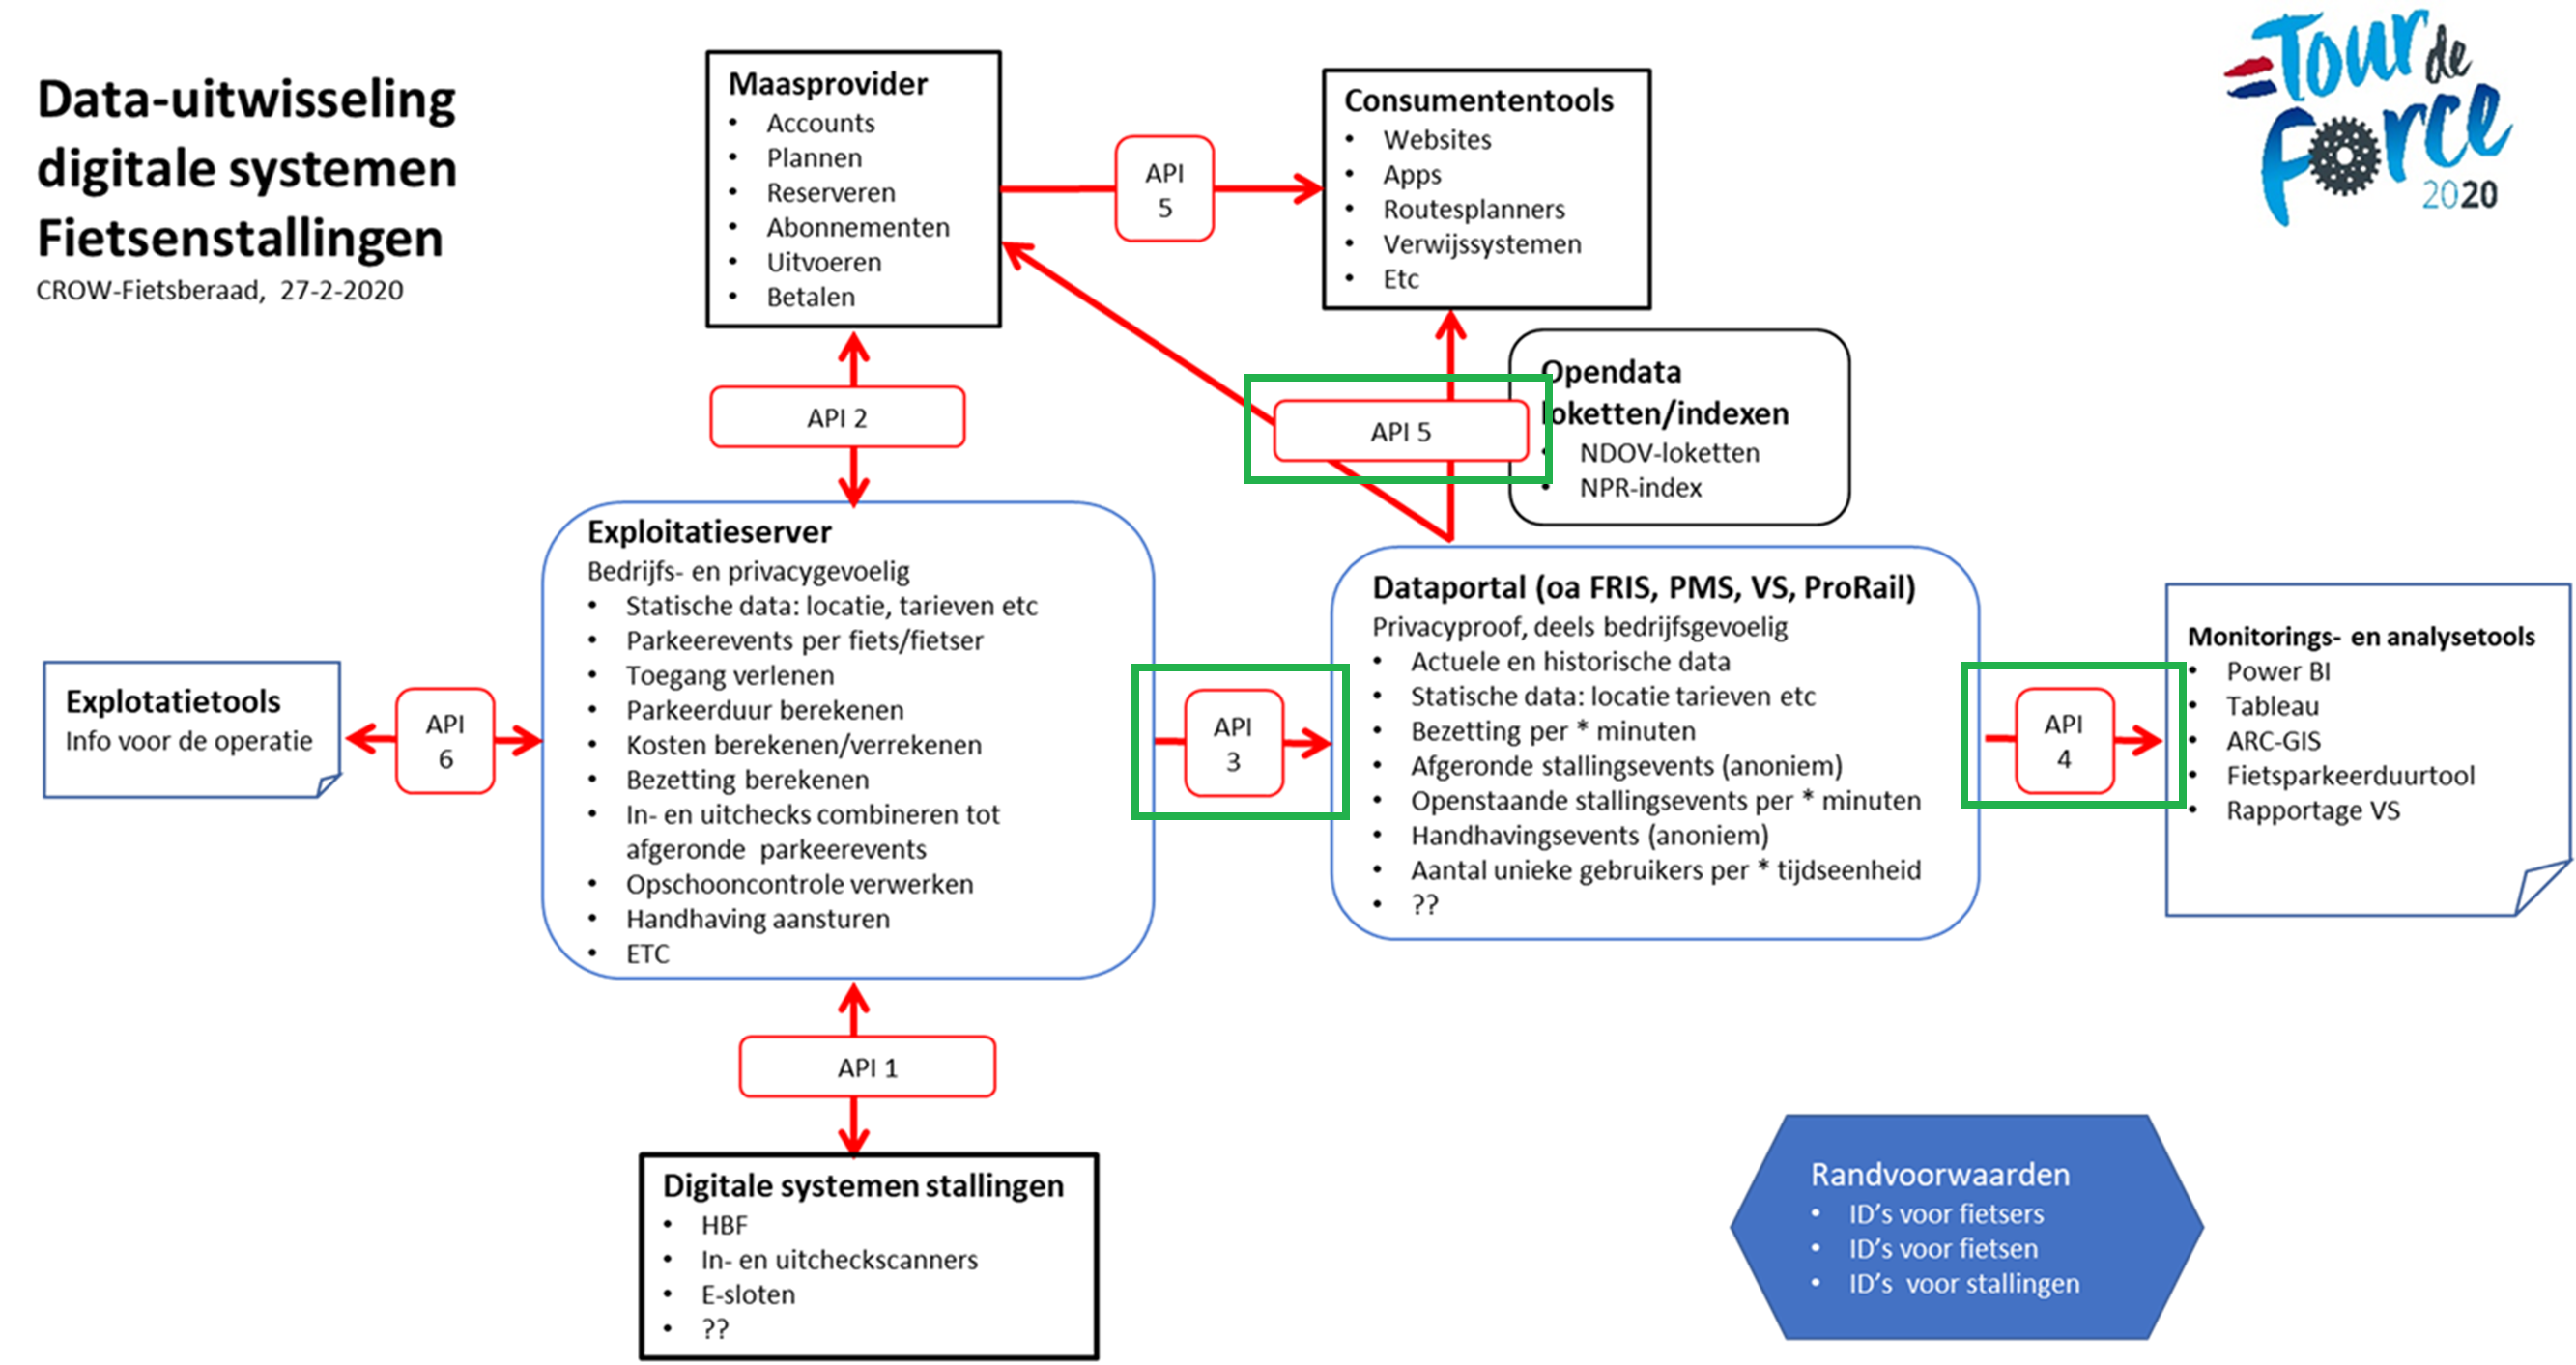 Data-uitwisseling
digitale systemen
Fietsenstallingen
CROW-Fietsberaad, 27-2-2020
Tour de
Force
2020
Maasprovider
• Accounts
• Plannen
• Reserveren
• Abonnementen
• Uitvoeren
• Betalen
API
5
Consumententools
• Websites
• Apps
• Routesplanners
• Verwijssystemen
• Etc
API 2
API 5
Opendata
loketten/indexen
• NDOV-loketten
• NPR-index
Explotatietools
Info voor de operatie
API
6
Exploitatieserver
Bedrijfs- en privacygevoelig
• Statische data: locatie, tarieven etc
• Parkeerevents per fiets/fietser
• Toegang verlenen
• Parkeerduur berekenen
• Kosten berekenen/verrekenen
• Bezetting berekenen
• In- en uitchecks combineren tot
afgeronde parkeerevents
• Opschooncontrole verwerken
• Handhaving aansturen
• ETC
API
3
Dataportal (oa FRIS, PMS, VS, ProRail)
Privacyproof, deels bedrijfsgevoelig
• Actuele en historische data
• Statische data: locatie tarieven etc
• Bezetting per * minuten
• Afgeronde stallingsevents (anoniem)
• Openstaande stallingsevents per * minuten
• Handhavingsevents (anoniem)
• Aantal unieke gebruikers per * tijdseenheid
• ??
API
4
Monitorings- en analysetools
• Power BI
• Tableau
• ARC-GIS
• Fietsparkeerduurtool
• Rapportage VS
API 1
Digitale systemen stallingen
• HBF
• In- en uitcheckscanners
• E-sloten
• ??
Randvoorwaarden
• ID's voor fietsers
• ID's voor fietsen
• ID's voor stallingen